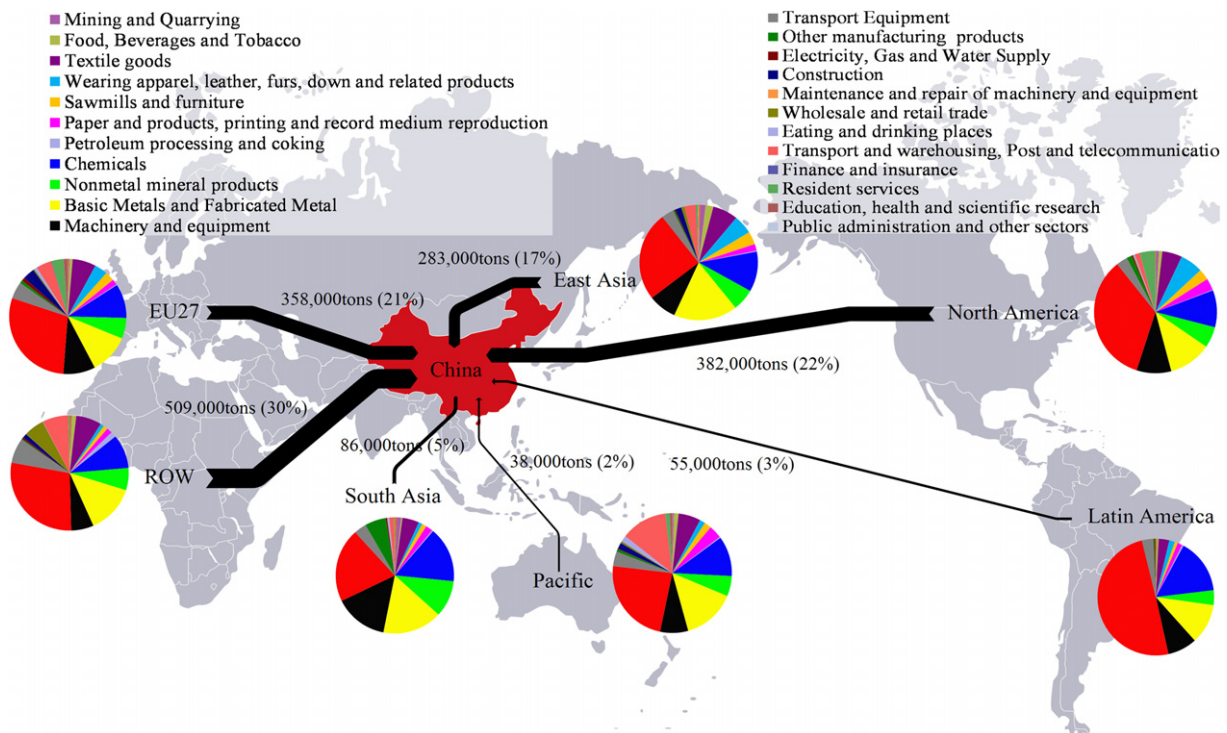 Mining and Quarrying
Food, Beverages and Tobacco
Textile goods
Wearing apparel, leather, furs, down and related products
Sawmills and furniture
Paper and products, printing and record medium reproduction
Petroleum processing and coking
Chemicals
Nonmetal mineral products
Basic Metals and Fabricated Metal
Machinery and equipment
Transport Equipment
Other manufacturing products
Electricity, Gas and Water Supply
Construction
Maintenance and repair of machinery and equipment
Wholesale and retail trade
Eating and drinking places
Transport and warehousing, Post and telecommunicatio
Finance and insurance
Resident services
Education, health and scientific research
Public administration and other sectors
283,000tons (17%)
East Asia
358,000tons (21%)
EU27
North America
China
382,000tons (22%)
509,000tons (30%)
86,000tons (5%)
38,000tons (2%)
55,000tons (3%)
ROW
South Asia
Latin America
Pacific